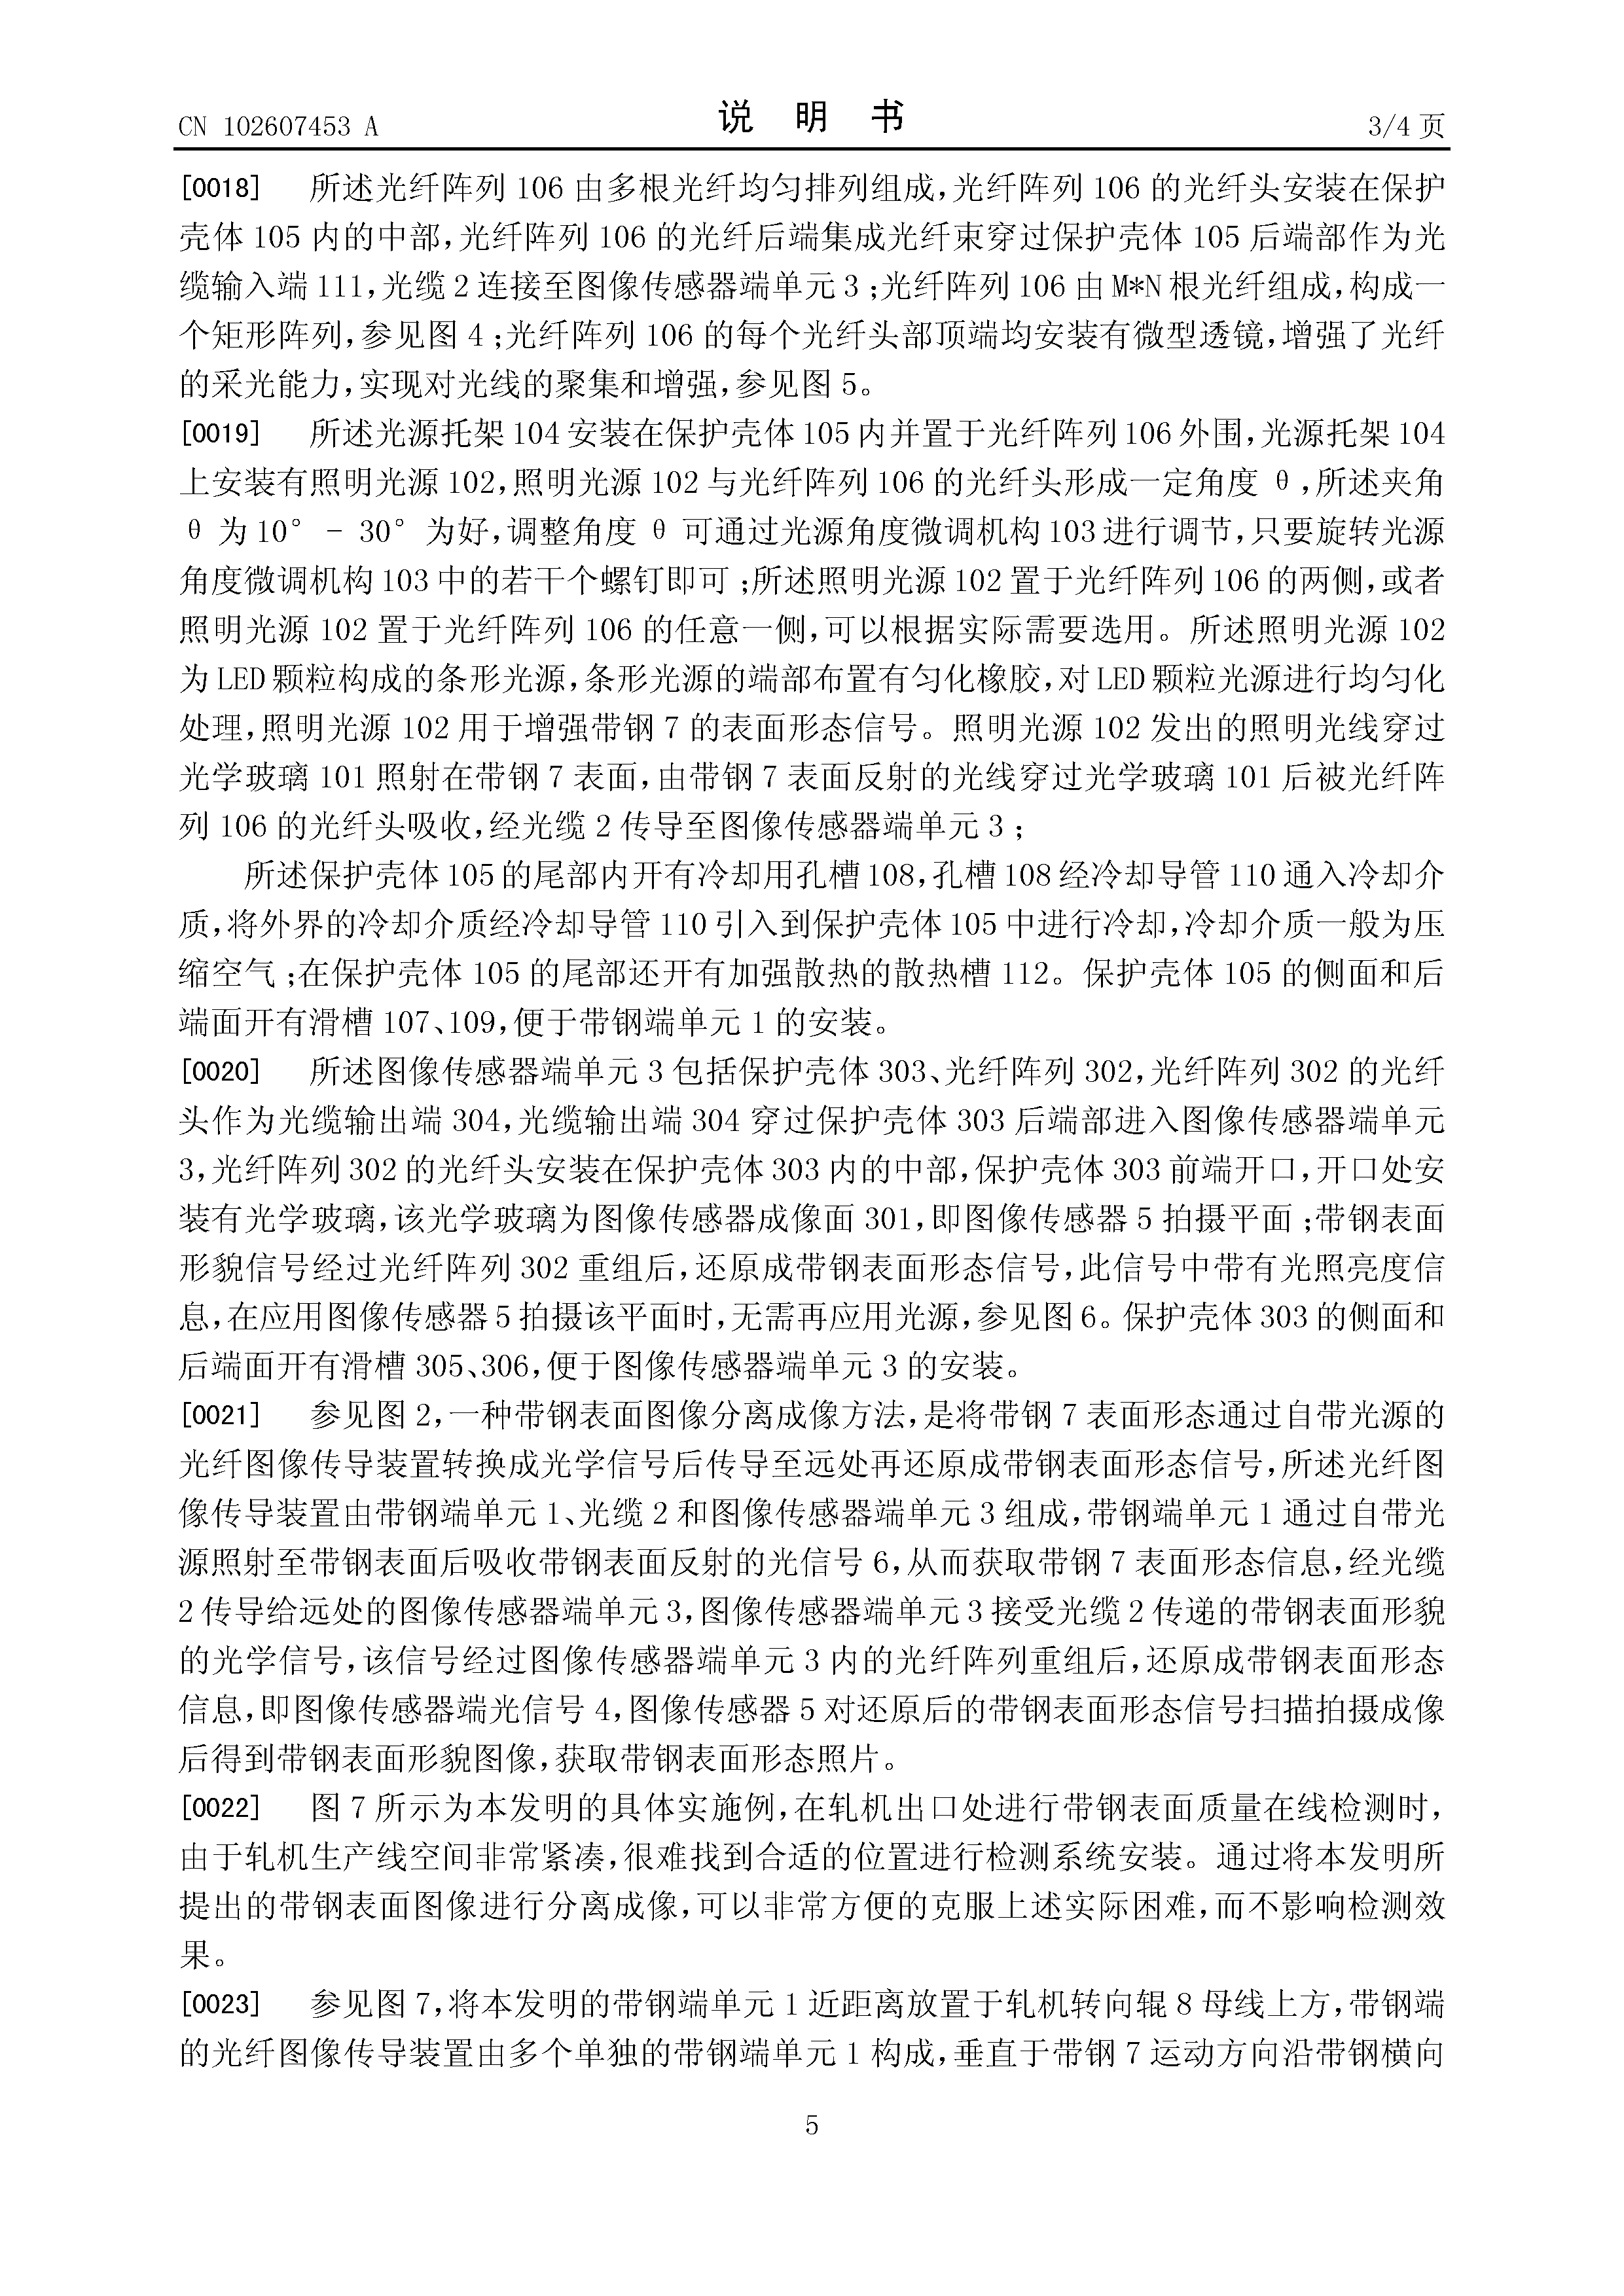 CN 102607453 A
说 明 书
3/4 页
[0018] 所述光纤阵列 106 由多根光纤均匀排列组成,光纤阵列 106 的光纤头安装在保护
壳体 105 内的中部,光纤阵列 106 的光纤后端集成光纤束穿过保护壳体 105 后端部作为光
缆输入端 111,光缆 2 连接至图像传感器端单元 3 ;光纤阵列 106 由 M*N 根光纤组成,构成一
个矩形阵列,参见图 4 ;光纤阵列 106 的每个光纤头部顶端均安装有微型透镜,增强了光纤
的采光能力,实现对光线的聚集和增强,参见图 5。
[0019] 所述光源托架 104 安装在保护壳体 105 内并置于光纤阵列 106 外围,光源托架 104
上安装有照明光源 102,照明光源 102 与光纤阵列 106 的光纤头形成一定角度 θ ,所述夹角
θ 为 10° - 30° 为好,调整角度 θ 可通过光源角度微调机构 103 进行调节,只要旋转光源
角度微调机构 103 中的若干个螺钉即可 ;所述照明光源 102 置于光纤阵列 106 的两侧,或者
照明光源 102 置于光纤阵列 106 的任意一侧,可以根据实际需要选用。所述照明光源 102
为 LED 颗粒构成的条形光源,条形光源的端部布置有匀化橡胶,对 LED 颗粒光源进行均匀化
处理,照明光源 102 用于增强带钢 7 的表面形态信号。照明光源 102 发出的照明光线穿过
光学玻璃 101 照射在带钢 7 表面,由带钢 7 表面反射的光线穿过光学玻璃 101 后被光纤阵
列 106 的光纤头吸收,经光缆 2 传导至图像传感器端单元 3 ;
所述保护壳体 105 的尾部内开有冷却用孔槽 108,孔槽 108 经冷却导管 110 通入冷却介
质,将外界的冷却介质经冷却导管 110 引入到保护壳体 105 中进行冷却,冷却介质一般为压
缩空气 ;在保护壳体 105 的尾部还开有加强散热的散热槽 112。保护壳体 105 的侧面和后
端面开有滑槽 107、109,便于带钢端单元 1 的安装。
[0020] 所述图像传感器端单元 3 包括保护壳体 303、光纤阵列 302,光纤阵列 302 的光纤
头作为光缆输出端 304,光缆输出端 304 穿过保护壳体 303 后端部进入图像传感器端单元
3,光纤阵列 302 的光纤头安装在保护壳体 303 内的中部,保护壳体 303 前端开口,开口处安
装有光学玻璃,该光学玻璃为图像传感器成像面 301,即图像传感器 5 拍摄平面 ;带钢表面
形貌信号经过光纤阵列 302 重组后,还原成带钢表面形态信号,此信号中带有光照亮度信
息,在应用图像传感器 5 拍摄该平面时,无需再应用光源,参见图 6。保护壳体 303 的侧面和
后端面开有滑槽 305、306,便于图像传感器端单元 3 的安装。
[0021] 参见图 2,一种带钢表面图像分离成像方法,是将带钢 7 表面形态通过自带光源的
光纤图像传导装置转换成光学信号后传导至远处再还原成带钢表面形态信号,所述光纤图
像传导装置由带钢端单元 1、光缆 2 和图像传感器端单元 3 组成,带钢端单元 1 通过自带光
源照射至带钢表面后吸收带钢表面反射的光信号 6,从而获取带钢 7 表面形态信息,经光缆
2 传导给远处的图像传感器端单元 3,图像传感器端单元 3 接受光缆 2 传递的带钢表面形貌
的光学信号,该信号经过图像传感器端单元 3 内的光纤阵列重组后,还原成带钢表面形态
信息,即图像传感器端光信号 4,图像传感器 5 对还原后的带钢表面形态信号扫描拍摄成像
后得到带钢表面形貌图像,获取带钢表面形态照片。
[0022] 图 7 所示为本发明的具体实施例,在轧机出口处进行带钢表面质量在线检测时,
由于轧机生产线空间非常紧凑,很难找到合适的位置进行检测系统安装。通过将本发明所
提出的带钢表面图像进行分离成像,可以非常方便的克服上述实际困难,而不影响检测效
果。
[0023] 参见图 7,将本发明的带钢端单元 1 近距离放置于轧机转向辊 8 母线上方,带钢端
的光纤图像传导装置由多个单独的带钢端单元 1 构成,垂直于带钢 7 运动方向沿带钢横向
5